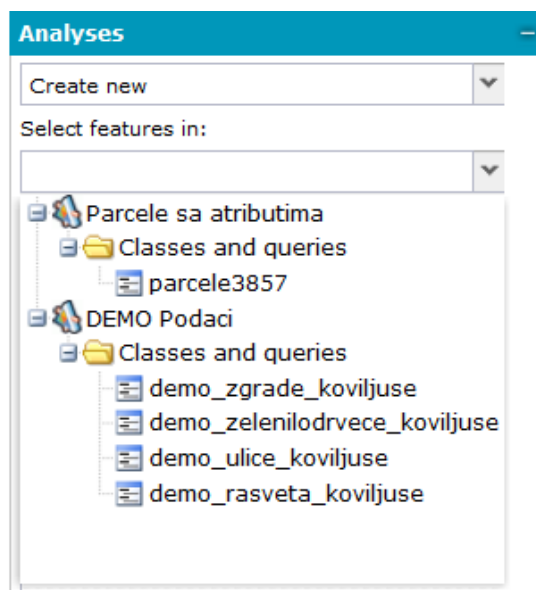 Analyses
Create new
Select features in:
Parcele sa atributima
Classes and queries
parcele3857
DEMO Podaci
Classes and queries
demo_zgrade_koviljuse
demo_zelenilodrvece_koviljuse
demo_ulice_koviljuse
demo_rasveta_koviljuse